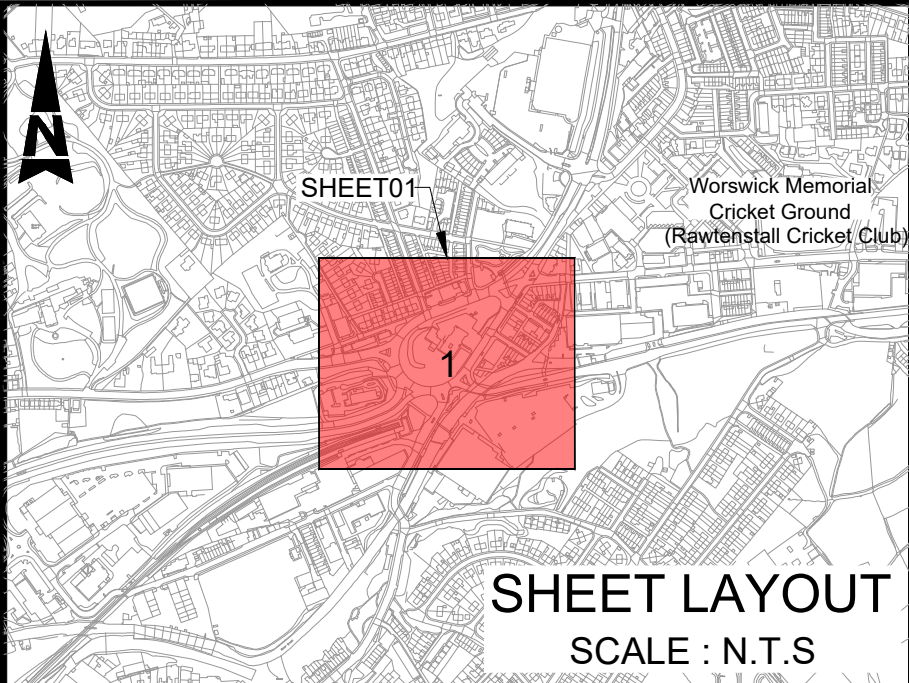 N
SHEET01
Worswick Memorial
Cricket Ground
(Rawtenstall Cricket Club)
1
SHEET LAYOUT
SCALE : N.T.S